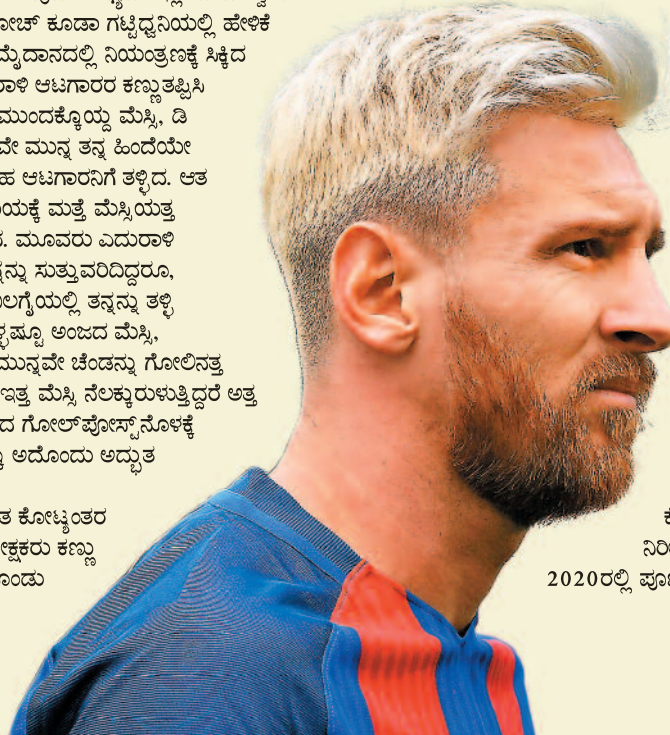 ೋಚ್ ಕೂಡಾ ಗಟ್ಟಿಧ್ವನಿಯಲ್ಲಿ ಹೇಳಿಕೆ
ಮೈದಾನದಲ್ಲಿ ನಿಯಂತ್ರಣಕ್ಕೆ ಸಿಕ್ಕಿದ
ರಾಳಿ ಆಟಗಾರರ ಕಣ್ಣುತಪ್ಪಿಸಿ
ಮುಂದಕ್ಕೊಯ್ದ ಮೆಸ್ಸಿ, ಡಿ
ವೇ ಮುನ್ನ ತನ್ನ ಹಿಂದೆಯೇ
ಹ ಆಟಗಾರನಿಗೆ ತಳ್ಳಿದ. ಆತ
ಯಕ್ಕೆ ಮತ್ತೆ ಮೆಸ್ಸಿಯತ್ತ
ಮೂವರು ಎದುರಾಳಿ
ನ್ನು ಸುತ್ತುವರಿದಿದ್ದರೂ,
ಲಗೈಯಲ್ಲಿ ತನ್ನನ್ನು ತಳ್ಳಿ
ಳ್ಳಷ್ಟೂ ಅಂಜದ ಮೆಸ್ಸಿ,
ಮುನ್ನವೇ ಚೆಂಡನ್ನು ಗೋಲಿನತ್ತ
ಇತ್ತ ಮೆಸ್ಸಿ ನೆಲಕ್ಕುರುಳುತ್ತಿದ್ದರೆ ಅತ್ತ
ದ ಗೋಲ್‌ಪೋಸ್ಟ್‌ನೊಳಕ್ಕೆ
ಅದೊಂದು ಅದ್ಭುತ
ತ ಕೋಟ್ಯಂತರ
ೕಕ್ಷಕರು ಕಣ್ಣು
ೊಂಡು
ನಿರೀ
2020ರಲ್ಲಿ ಪೂ